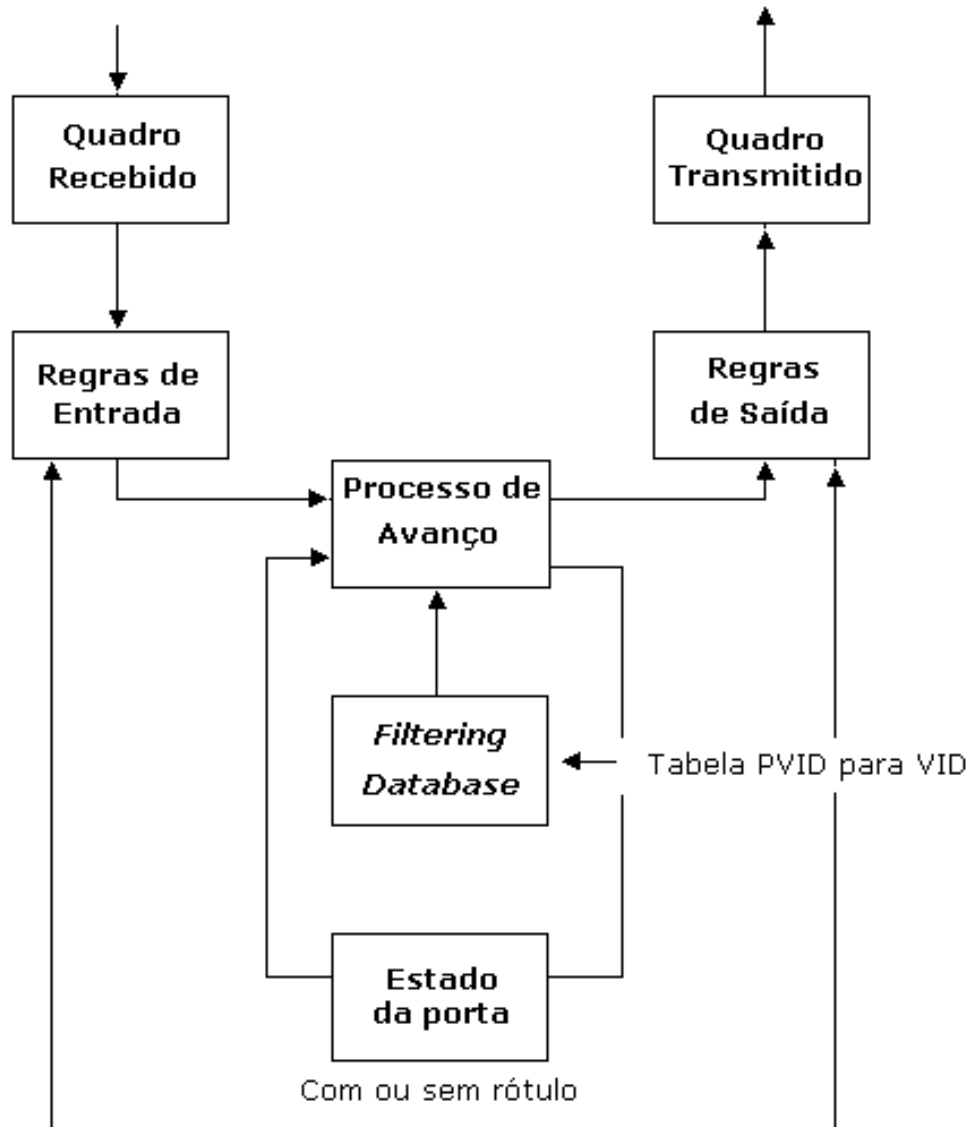 Quadro
Recebido
Quadro
Transmitido
Regras de
Entrada
Regras
de Saída
Processo de
Avanço
Filtering
Database
Tabela PVID para VID
Estado
da porta
Com ou sem rótulo